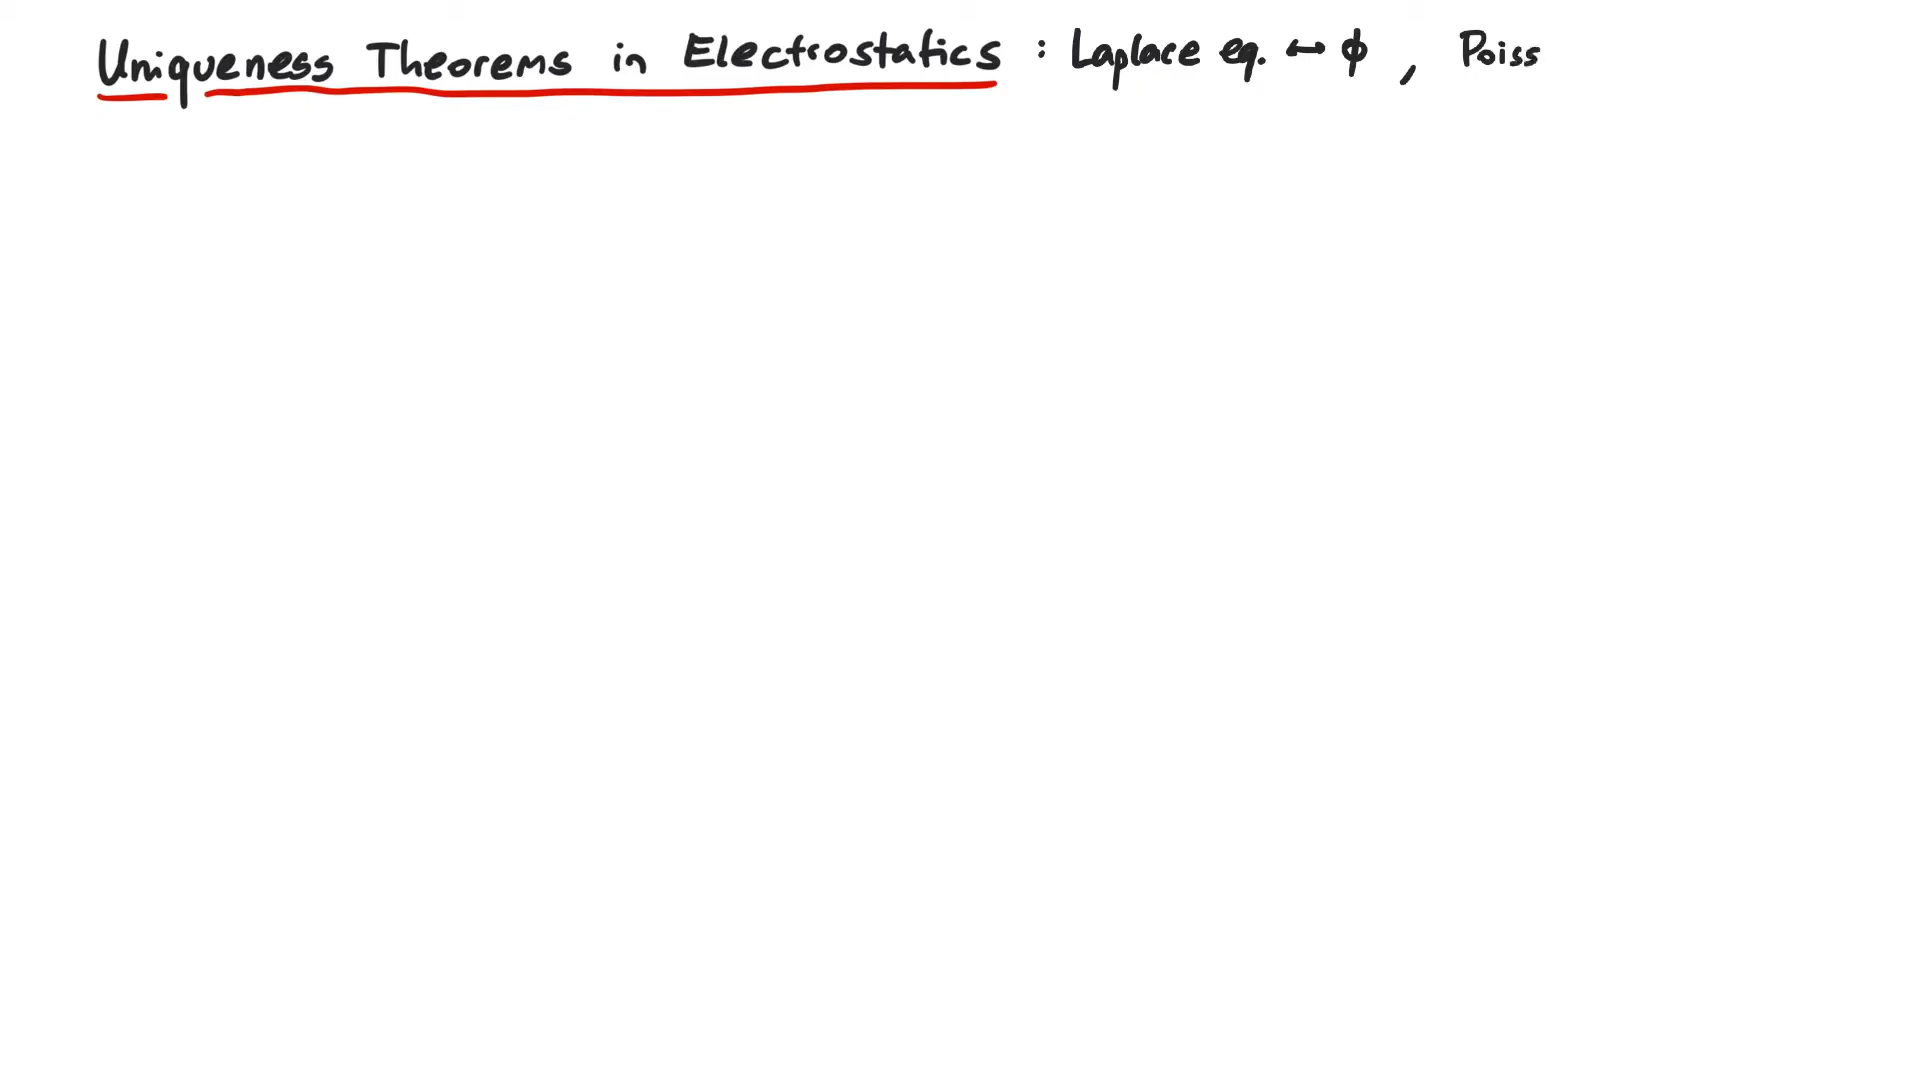 Uniqueness Theorems in Electrostatics : Laplace eq. ↔ ϕ , Poiss